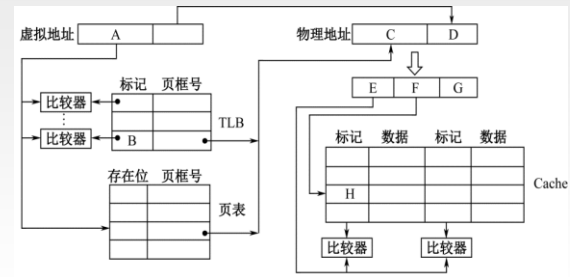 虚拟地址 A
物理地址 C D
E F G
标记 页框号
比较器
比较器
B
TLB
存在位 页框号
页表
标记 数据 标记 数据
H
Cache
比较器 比较器